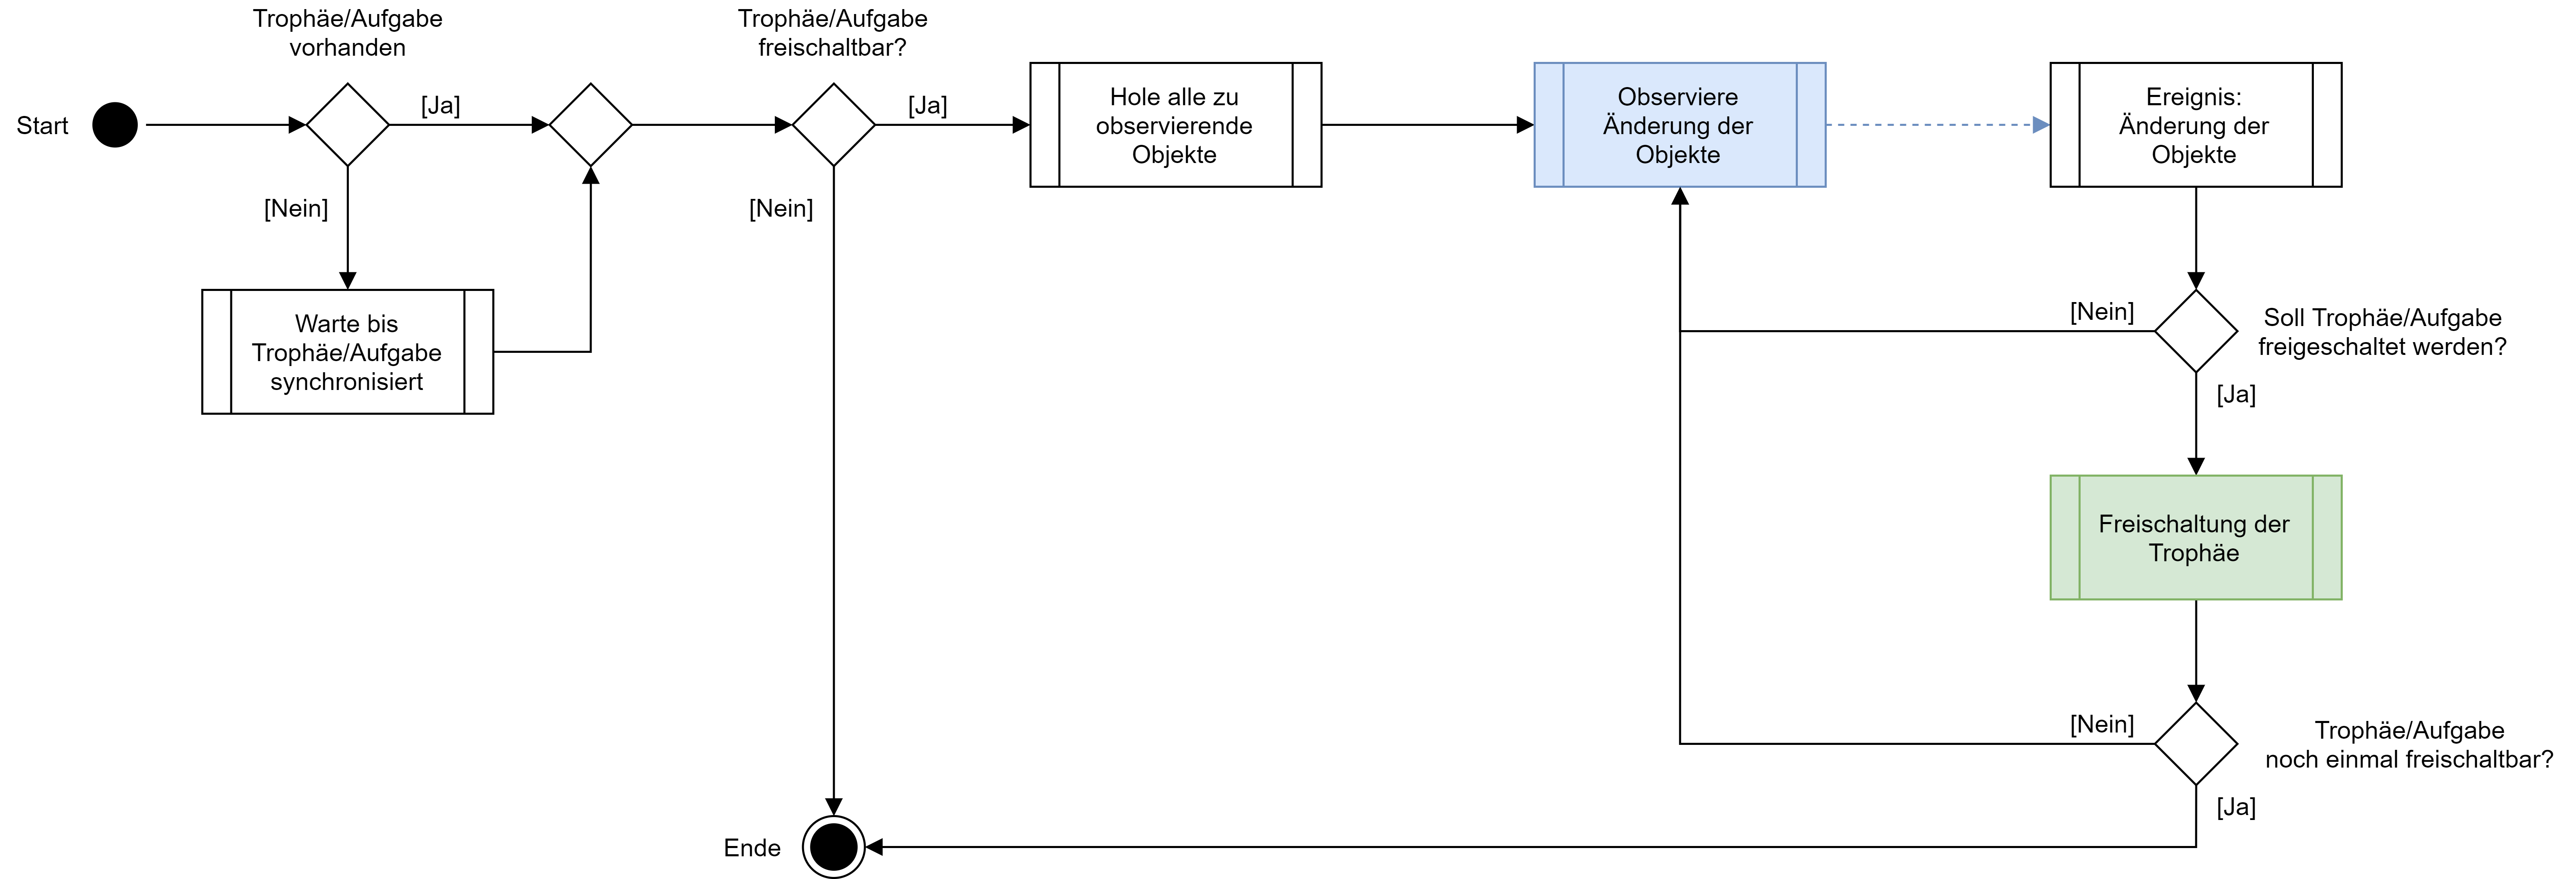 Start
Trophäe/Aufgabe
vorhanden
[Ja]
[Nein]
Warte bis
Trophäe/Aufgabe
synchronisiert
Trophäe/Aufgabe
freischaltbar?
[Ja]
[Nein]
Hole alle zu
observierende
Objekte
Observiere
Änderung der
Objekte
Ereignis:
Änderung der
Objekte
[Nein]
Soll Trophäe/Aufgabe
freigeschaltet werden?
[Ja]
Freischaltung der
Trophäe
[Nein]
Trophäe/Aufgabe
noch einmal freischaltbar?
[Ja]
Ende